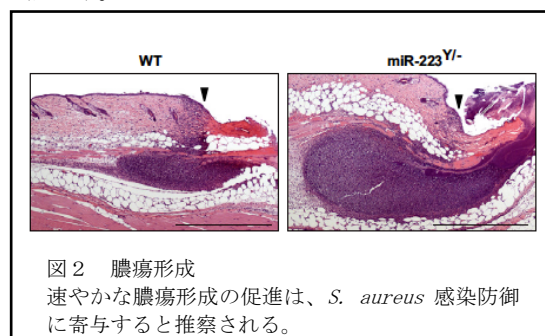 WT miR-223Y/-
図2 膿瘍形成
速やかな膿瘍形成の促進は、S. aureus 感染防御
に寄与すると推察される。